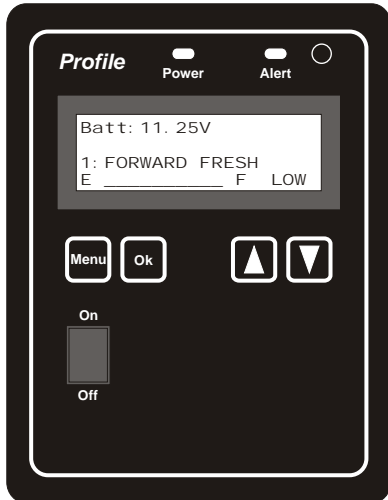 Profile
Power Alert
Batt: 11.25V
1: FORWARD FRESH
E __________ F LOW
Menu Ok
On
Off